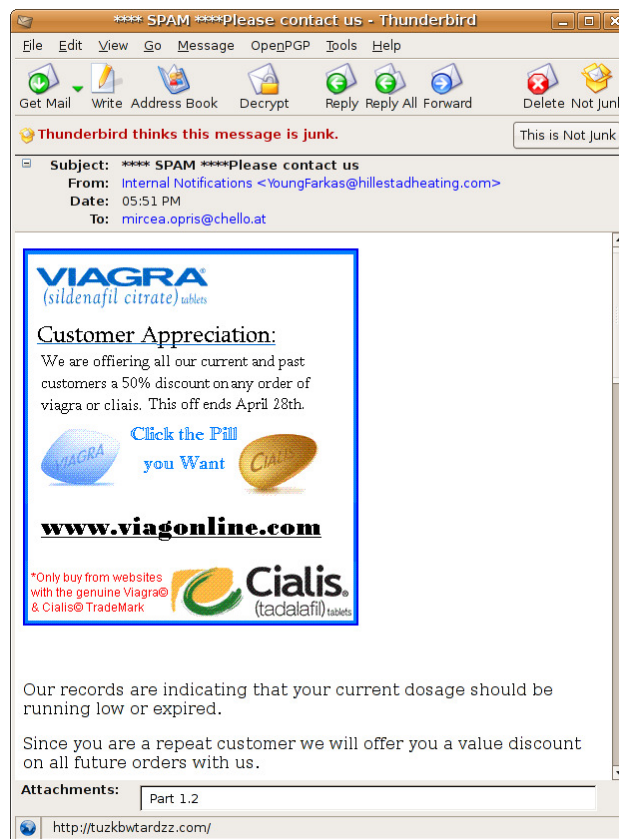 **** SPAM ****Please contact us - Thunderbird
File Edit View Go Message OpenPGP Tools Help
Get Mail Write Address Book Decrypt Reply Reply All Forward Delete Not Junk
Thunderbird thinks this message is junk. This is Not Junk
Subject: **** SPAM ****Please contact us
From: Internal Notifications <YoungFarkas@hillestadheating.com>
Date: 05:51 PM
To: mircea.opris@chello.at
VIAGRA®
(sildenafil citrate) tablets
Customer Appreciation:
We are offiering all our current and past
customers a 50% discount on any order of
viagra or cliais. This off ends April 28th.
Click the Pill
you Want
VIAGRA
CIALIS
www.viagonline.com
*Only buy from websites
with the genuine Viagra©
& Cialis© TradeMark
Cialis®
(tadalafil) tablets
Our records are indicating that your current dosage should be
running low or expired.
Since you are a repeat customer we will offer you a value discount
on all future orders with us.
Attachments: Part 1.2
http://tuzkbwtardzz.com/